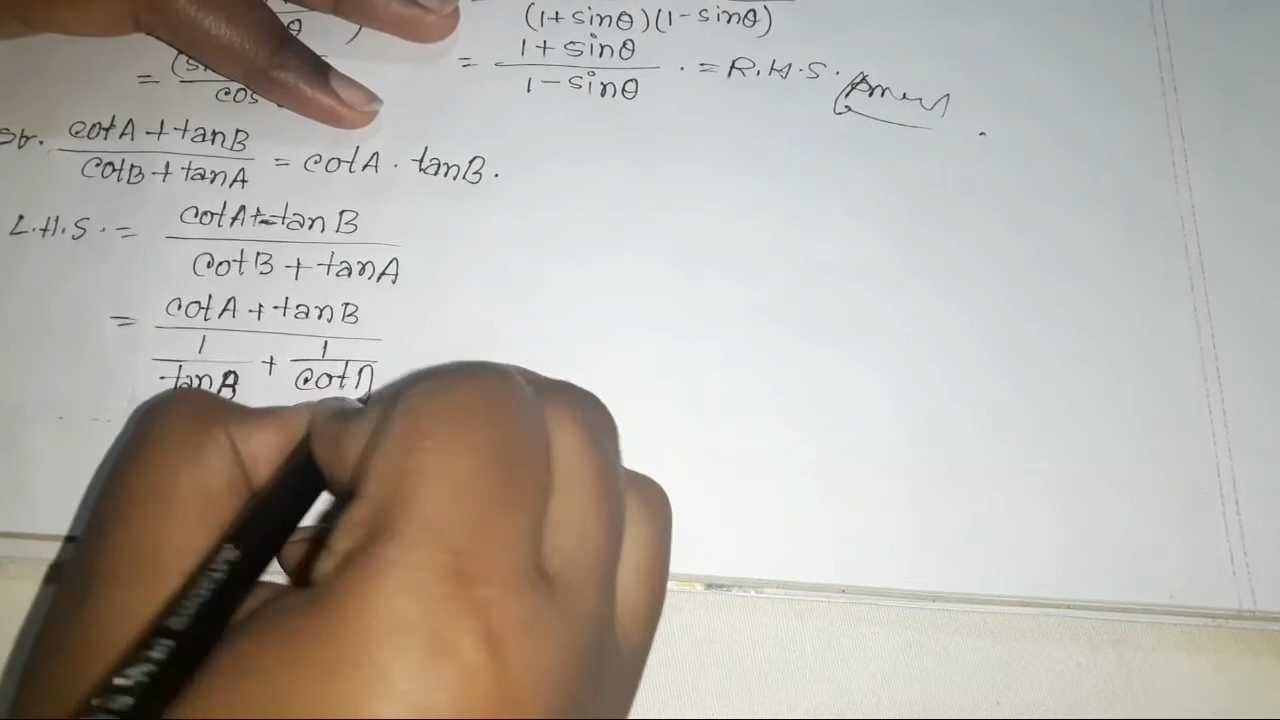 (1+sinθ)(1-sinθ)
θ )
= 1+sinθ / 1-sinθ . = R.H.S.
= (s / cos
cotA+tanB / cotB+tanA = cotA . tanB.
L.H.S. = cotA+tanB / cotB+tanA
= cotA+tanB / 1/tanB + 1/cotA